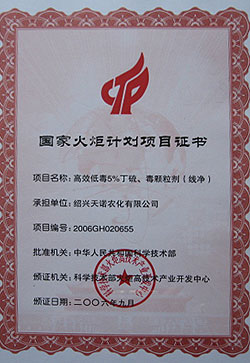 国家火炬计划项目证书
项目名称：高效低毒5%丁硫、毒颗粒剂（线净）
承担单位：绍兴天诺农化有限公司
项目编号：2006GH020655
批准机关：中华人民共和国科学技术部
颁证机关：科学技术部火炬高技术产业开发中心
颁证日期：二〇〇六年九月